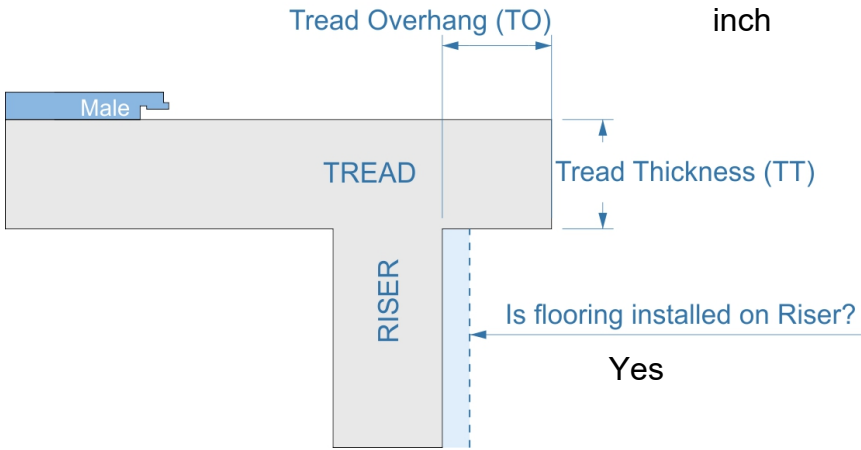 Tread Overhang (TO)
inch
Male
TREAD
Tread Thickness (TT)
RISER
Is flooring installed on Riser?
Yes